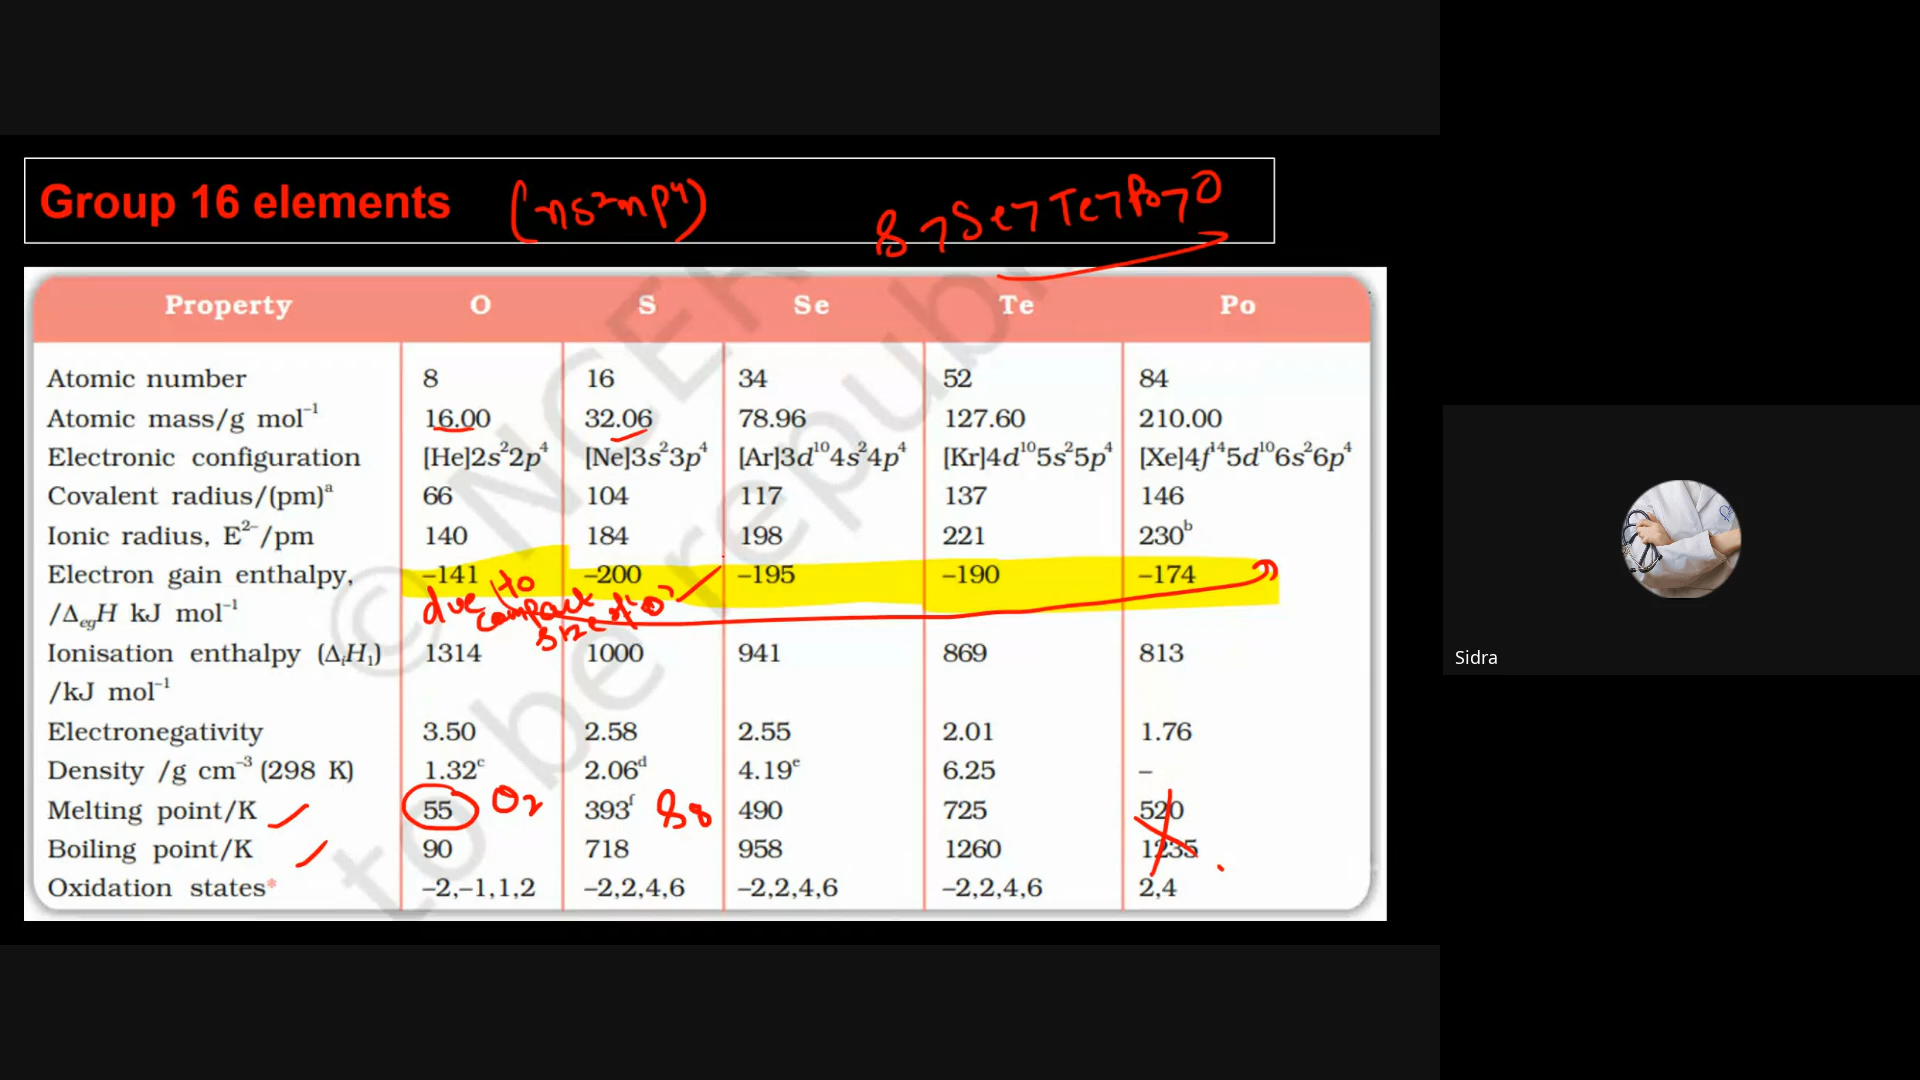 Group 16 elements (ns²np⁴)
S > Se > Te > Po > O
Property O S Se Te Po
Atomic number 8 16 34 52 84
Atomic mass/g mol⁻¹ 16.00 32.06 78.96 127.60 210.00
Electronic configuration [He]2s²2p⁴ [Ne]3s²3p⁴ [Ar]3d¹⁰4s²4p⁴ [Kr]4d¹⁰5s²5p⁴ [Xe]4f¹⁴5d¹⁰6s²6p⁴
Covalent radius/(pm)ᵃ 66 104 117 137 146
Ionic radius, E²⁻/pm 140 184 198 221 230ᵇ
Electron gain enthalpy, –141 –200 –195 –190 –174
/ΔegH kJ mol⁻¹
due to
compact
size of 'O'
Ionisation enthalpy (ΔᵢH₁) 1314 1000 941 869 813
/kJ mol⁻¹
Electronegativity 3.50 2.58 2.55 2.01 1.76
Density /g cm⁻³ (298 K) 1.32ᶜ 2.06ᵈ 4.19ᵉ 6.25 –
Melting point/K 55 O₂ 393ᶠ S₈ 490 725 520
Boiling point/K 90 718 958 1260 1235
Oxidation states* –2,–1,1,2 –2,2,4,6 –2,2,4,6 –2,2,4,6 2,4
© NCER
to be republi
Sidra